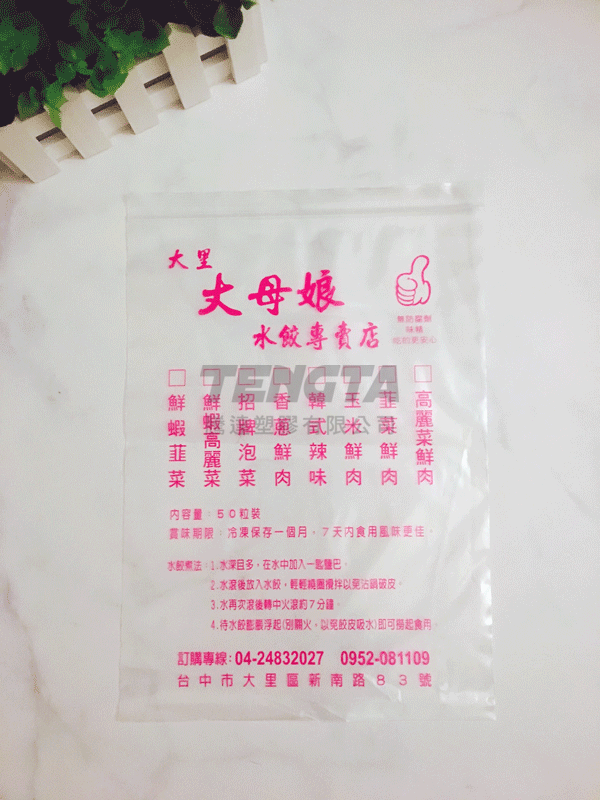 大里
丈母娘
水餃專賣店
無防腐劑
味精
吃的更安心
TENGTA
塑膠有限公司
□高麗菜鮮肉
□韭菜鮮肉
□玉米鮮肉
□韓式辣味
□香蔥鮮肉
□招牌泡菜
□鮮蝦高麗菜
□鮮蝦韭菜
內容量：50粒裝
賞味期限：冷凍保存一個月，7天內食用風味更佳。
水餃煮法：1.水深目多，在水中加入一匙鹽巴。
2.水滾後放入水餃，輕輕繞圈攪拌以免沾鍋破皮。
3.水再次滾後轉中火滾約7分鐘。
4.待水餃膨脹浮起(別關火，以免餃皮吸水)即可撈起食用。
訂購專線：04-24832027 0952-081109
台中市大里區新南路83號